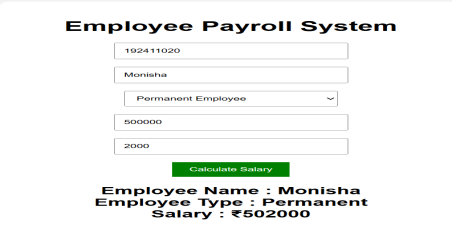 Employee Payroll System
192411020
Monisha
Permanent Employee
500000
2000
Calculate Salary
Employee Name : Monisha
Employee Type : Permanent
Salary : ₹502000